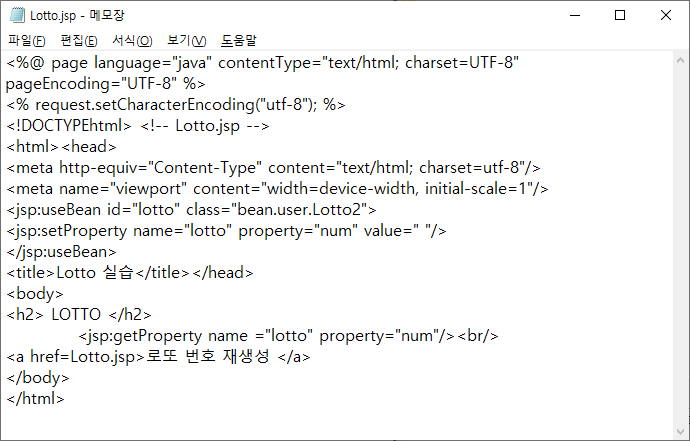 Lotto.jsp - 메모장
파일(F) 편집(E) 서식(O) 보기(V) 도움말
<%@ page language="java" contentType="text/html; charset=UTF-8"
pageEncoding="UTF-8" %>
<% request.setCharacterEncoding("utf-8"); %>
<!DOCTYPEhtml> <!-- Lotto.jsp -->
<html><head>
<meta http-equiv="Content-Type" content="text/html; charset=utf-8"/>
<meta name="viewport" content="width=device-width, initial-scale=1"/>
<jsp:useBean id="lotto" class="bean.user.Lotto2">
<jsp:setProperty name="lotto" property="num" value=" "/>
</jsp:useBean>
<title>Lotto 실습</title></head>
<body>
<h2> LOTTO </h2>
<jsp:getProperty name ="lotto" property="num"/><br/>
<a href=Lotto.jsp>로또 번호 재생성 </a>
</body>
</html>